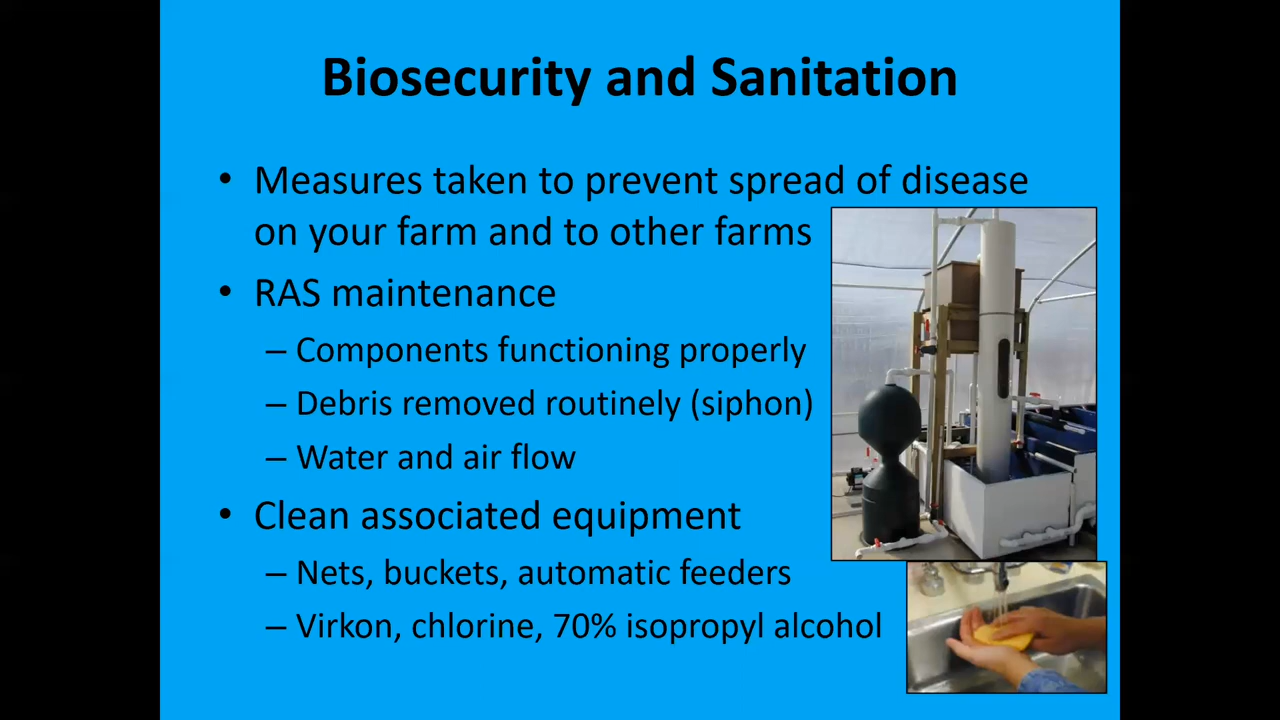 Biosecurity and Sanitation
• Measures taken to prevent spread of disease
on your farm and to other farms
• RAS maintenance
– Components functioning properly
– Debris removed routinely (siphon)
– Water and air flow
• Clean associated equipment
– Nets, buckets, automatic feeders
– Virkon, chlorine, 70% isopropyl alcohol